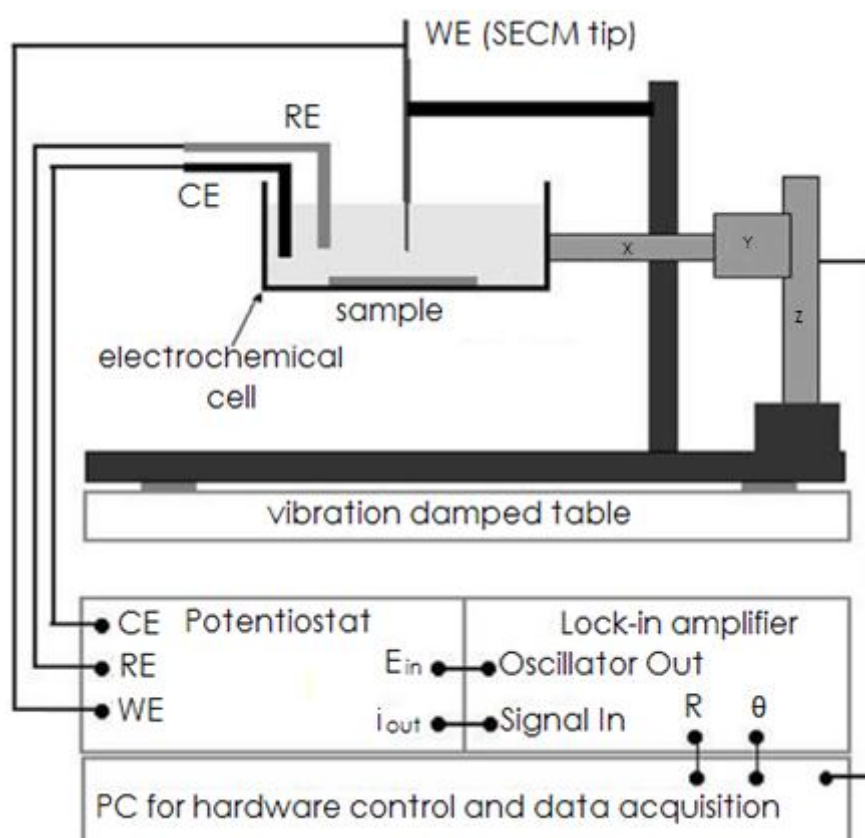 WE (SECM tip)
RE
CE
X
Y
Z
sample
electrochemical
cell
vibration damped table
CE Potentiostat Lock-in amplifier
RE Ein Oscillator Out
WE iout Signal In R θ
PC for hardware control and data acquisition